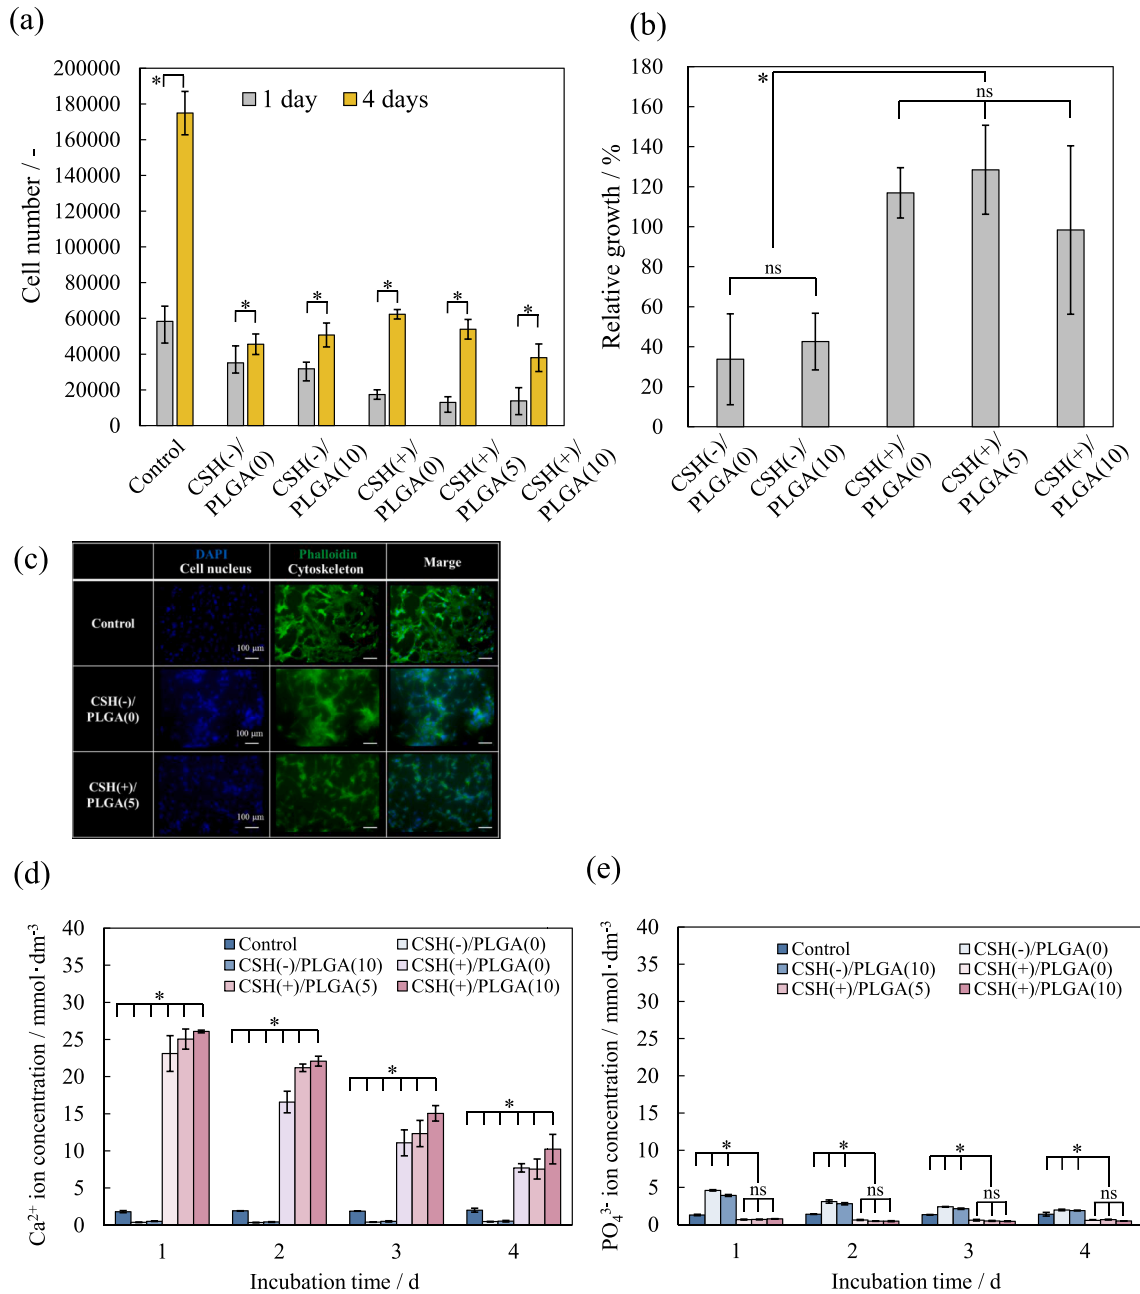 (a)
200000
180000
160000
140000
120000
100000
80000
60000
40000
20000
0
Cell number / -
1 day
4 days
*
*
*
*
*
*
Control
CSH(-)/
PLGA(0)
CSH(-)/
PLGA(10)
CSH(+)/
PLGA(0)
CSH(+)/
PLGA(5)
CSH(+)/
PLGA(10)
(b)
180
160
140
120
100
80
60
40
20
0
Relative growth / %
*
ns
ns
CSH(-)/
PLGA(0)
CSH(-)/
PLGA(10)
CSH(+)/
PLGA(0)
CSH(+)/
PLGA(5)
CSH(+)/
PLGA(10)
(c)
DAPI
Cell nucleus
Phalloidin
Cytoskeleton
Marge
Control
100 μm
CSH(-)/
PLGA(0)
100 μm
CSH(+)/
PLGA(5)
100 μm
(d)
40
35
30
25
20
15
10
5
0
Ca²⁺ ion concentration / mmol·dm⁻³
Control
CSH(-)/PLGA(0)
CSH(-)/PLGA(10)
CSH(+)/PLGA(0)
CSH(+)/PLGA(5)
CSH(+)/PLGA(10)
*
*
*
*
1
2
3
4
Incubation time / d
(e)
40
35
30
25
20
15
10
5
0
PO₄³⁻ ion concentration / mmol·dm⁻³
Control
CSH(-)/PLGA(0)
CSH(-)/PLGA(10)
CSH(+)/PLGA(0)
CSH(+)/PLGA(5)
CSH(+)/PLGA(10)
*
*
*
*
ns
ns
ns
ns
1
2
3
4
Incubation time / d